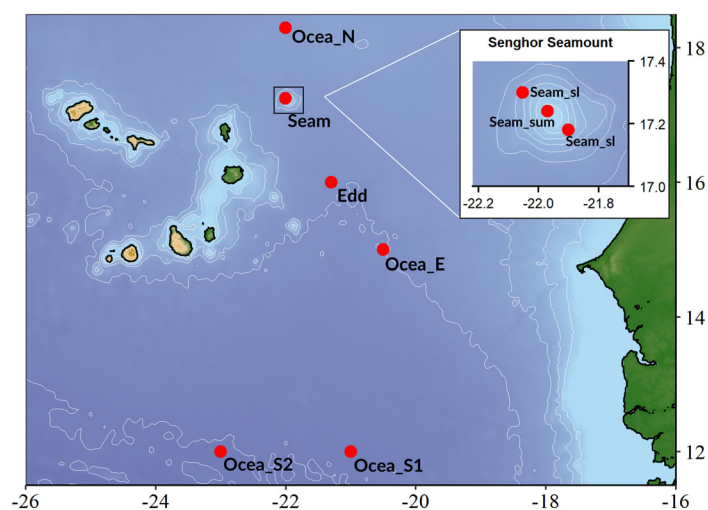 Ocea_N
Senghor Seamount
17.4
Seam_sl
Seam_sum
17.2
Seam_sl
17.0
-22.2
-22.0
-21.8
Seam
18
Edd
16
Ocea_E
14
Ocea_S2
Ocea_S1
12
-26
-24
-22
-20
-18
-16